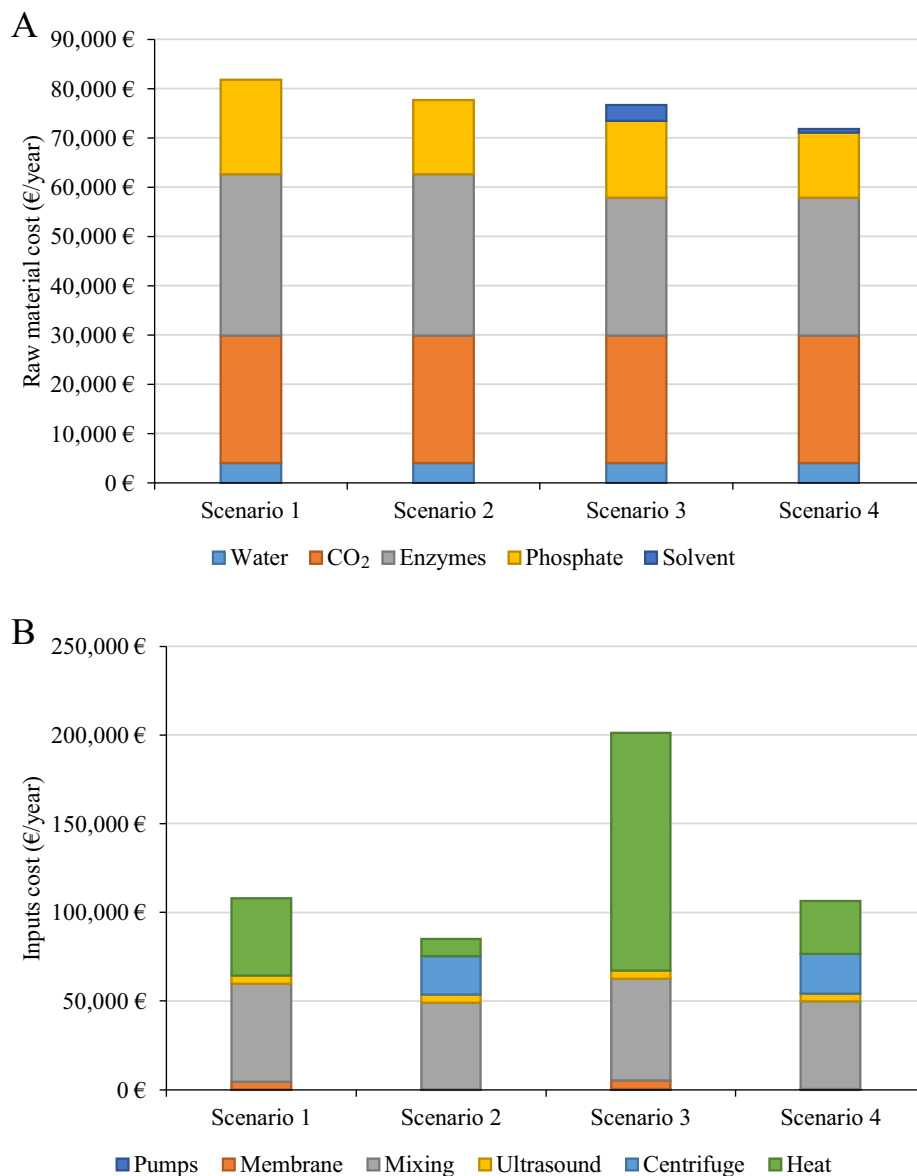 A
Raw material cost (€/year)
90,000 €
80,000 €
70,000 €
60,000 €
50,000 €
40,000 €
30,000 €
20,000 €
10,000 €
0 €
Scenario 1 Scenario 2 Scenario 3 Scenario 4
Water CO₂ Enzymes Phosphate Solvent
B
Inputs cost (€/year)
250,000 €
200,000 €
150,000 €
100,000 €
50,000 €
0 €
Scenario 1 Scenario 2 Scenario 3 Scenario 4
Pumps Membrane Mixing Ultrasound Centrifuge Heat